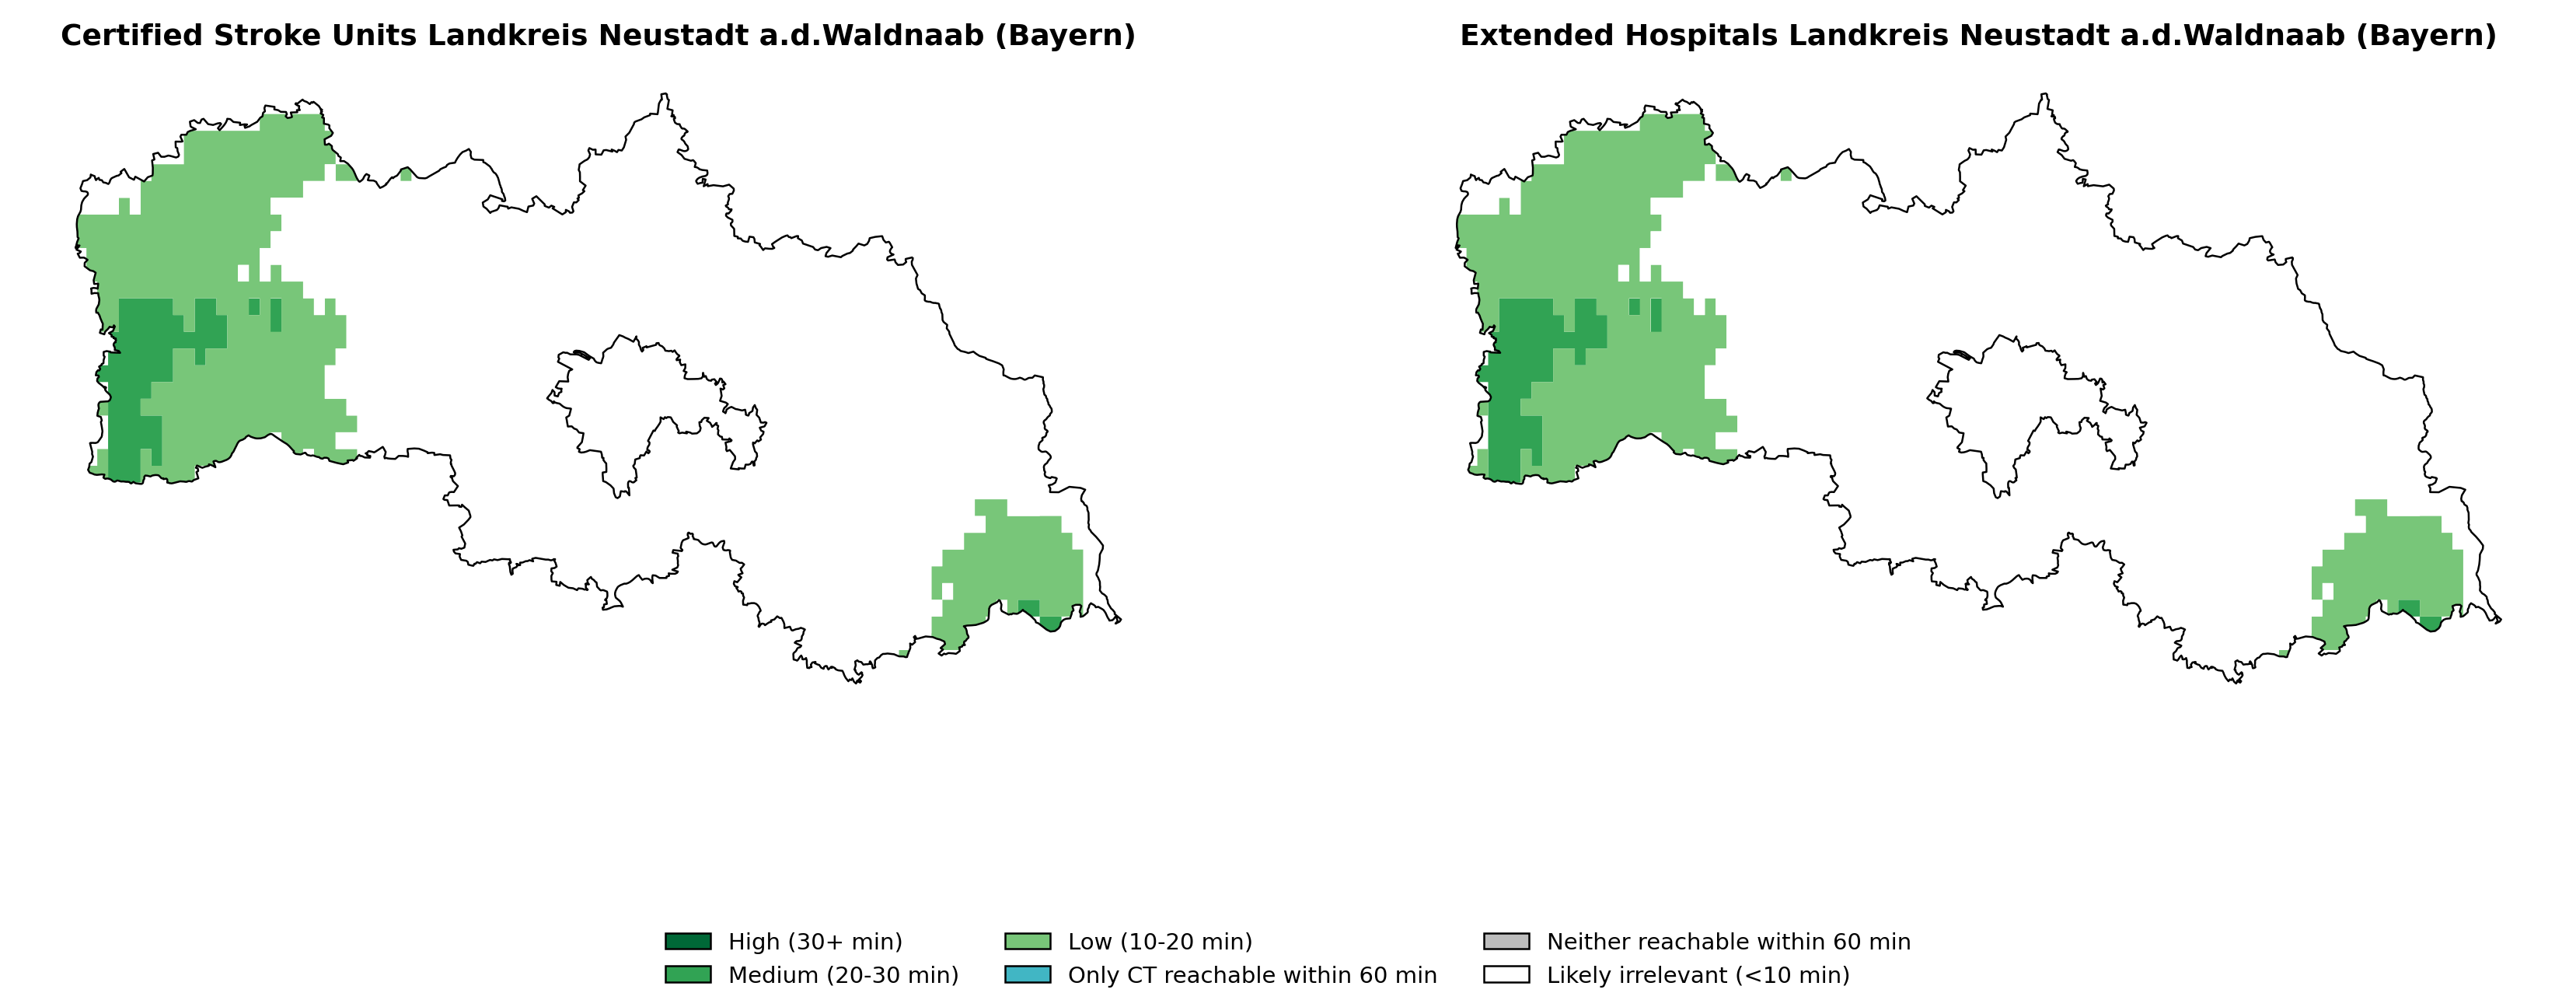 Certified Stroke Units Landkreis Neustadt a.d.Waldnaab (Bayern)
Extended Hospitals Landkreis Neustadt a.d.Waldnaab (Bayern)
High (30+ min)
Medium (20-30 min)
Low (10-20 min)
Only CT reachable within 60 min
Neither reachable within 60 min
Likely irrelevant (<10 min)